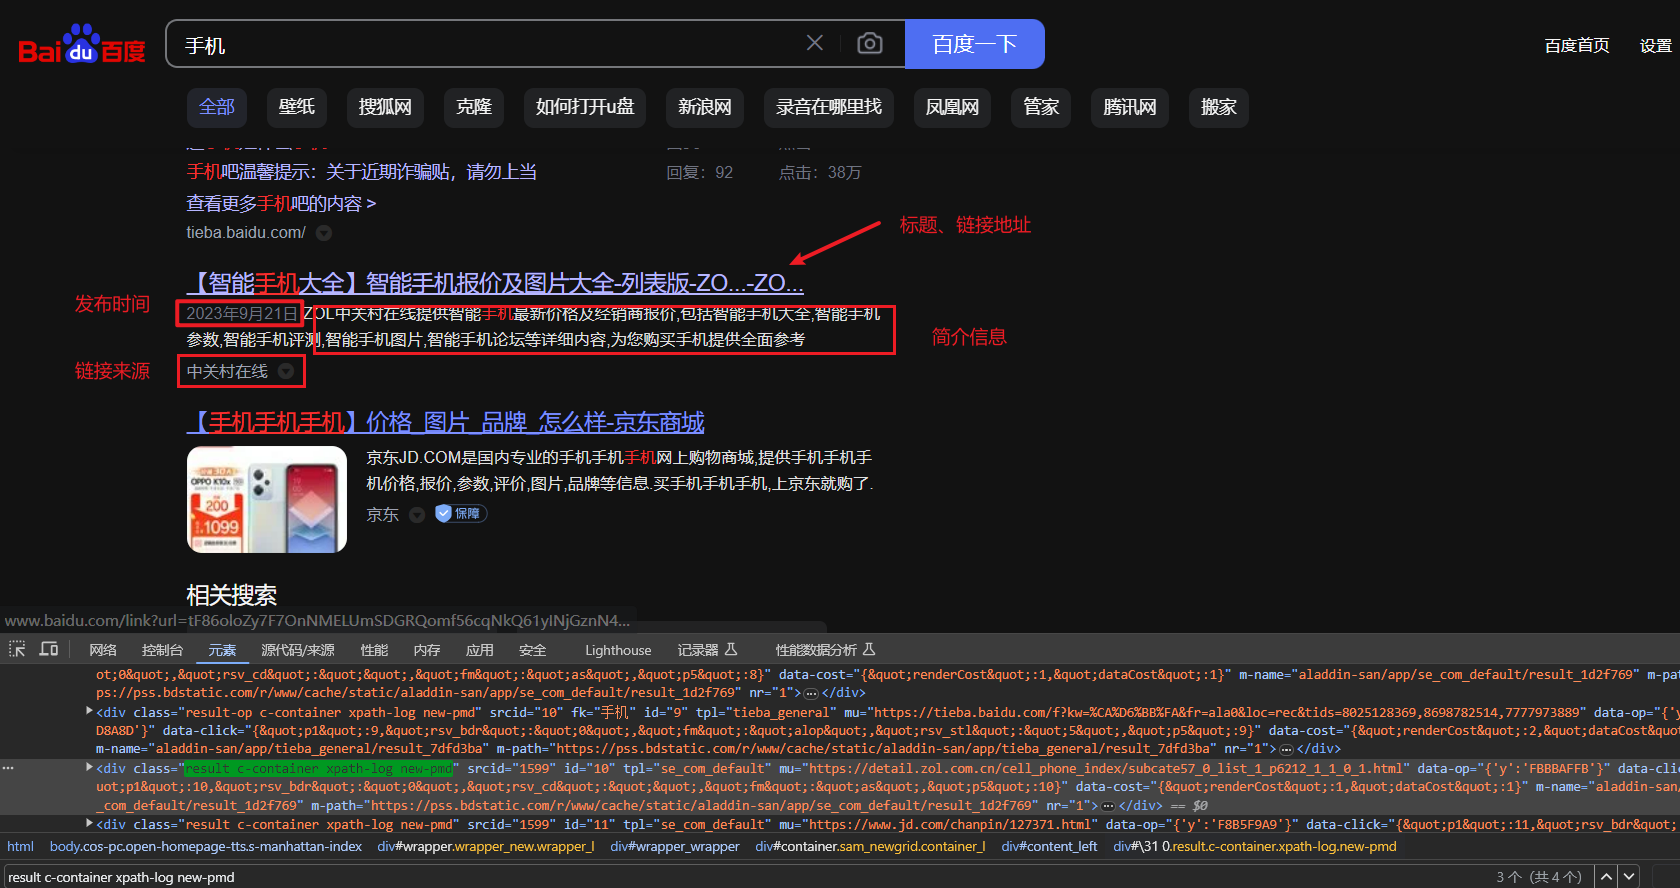 Bai du 百度
手机
百度一下
百度首页 设置
全部 壁纸 搜狐网 克隆 如何打开u盘 新浪网 录音在哪里找 凤凰网 管家 腾讯网 搬家
手机吧温馨提示：关于近期诈骗贴，请勿上当 回复：92 点击：38万
查看更多手机吧的内容 >
tieba.baidu.com/
标题、链接地址
【智能手机大全】智能手机报价及图片大全-列表版-ZO...-ZO...
发布时间
2023年9月21日 ZOL中关村在线提供智能手机最新价格及经销商报价,包括智能手机大全,智能手机
参数,智能手机评测,智能手机图片,智能手机论坛等详细内容,为您购买手机提供全面参考
简介信息
链接来源
中关村在线
【手机手机手机】价格_图片_品牌_怎么样-京东商城
京东JD.COM是国内专业的手机手机手机网上购物商城,提供手机手机手
机价格,报价,参数,评价,图片,品牌等信息.买手机手机手机,上京东就购了.
京东 保障
OPPO K10x
200
1099
相关搜索
www.baidu.com/link?url=tF86oloZy7F7OnNMELUmSDGRQomf56cqNkQ61yINjGznN4...
网络 控制台 元素 源代码/来源 性能 内存 应用 安全 Lighthouse 记录器 性能数据分析
ot;0&quot;,&quot;rsv_cd&quot;:&quot;&quot;,&quot;fm&quot;:&quot;as&quot;,&quot;p5&quot;:8}" data-cost="{&quot;renderCost&quot;:1,&quot;dataCost&quot;:1}" m-name="aladdin-san/app/se_com_default/result_1d2f769" m-pat
ps://pss.bdstatic.com/r/www/cache/static/aladdin-san/app/se_com_default/result_1d2f769" nr="1">…</div>
<div class="result-op c-container xpath-log new-pmd" srcid="10" fk="手机" id="9" tpl="tieba_general" mu="https://tieba.baidu.com/f?kw=%CA%D6%BB%FA&fr=ala0&loc=rec&tids=8025128369,8698782514,7777973889" data-op="{'y
D8A8D'}" data-click="{&quot;p1&quot;:9,&quot;rsv_bdr&quot;:&quot;0&quot;,&quot;fm&quot;:&quot;alop&quot;,&quot;rsv_stl&quot;:&quot;5&quot;,&quot;p5&quot;:9}" data-cost="{&quot;renderCost&quot;:2,&quot;dataCost&quot
m-name="aladdin-san/app/tieba_general/result_7dfd3ba" m-path="https://pss.bdstatic.com/r/www/cache/static/aladdin-san/app/tieba_general/result_7dfd3ba" nr="1">…</div>
<div class="result c-container xpath-log new-pmd" srcid="1599" id="10" tpl="se_com_default" mu="https://detail.zol.com.cn/cell_phone_index/subcate57_0_list_1_p6212_1_1_0_1.html" data-op="{'y':'FBBBAFFB'}" data-clic
uot;p1&quot;:10,&quot;rsv_bdr&quot;:&quot;0&quot;,&quot;rsv_cd&quot;:&quot;&quot;,&quot;fm&quot;:&quot;as&quot;,&quot;p5&quot;:10}" data-cost="{&quot;renderCost&quot;:1,&quot;dataCost&quot;:1}" m-name="aladdin-san/
_com_default/result_1d2f769" m-path="https://pss.bdstatic.com/r/www/cache/static/aladdin-san/app/se_com_default/result_1d2f769" nr="1">…</div> == $0
<div class="result c-container xpath-log new-pmd" srcid="1599" id="11" tpl="se_com_default" mu="https://www.jd.com/chanpin/127371.html" data-op="{'y':'F8B5F9A9'}" data-click="{&quot;p1&quot;:11,&quot;rsv_bdr&quot;:
html body.cos-pc.open-homepage-tts.s-manhattan-index div#wrapper.wrapper_new.wrapper_l div#wrapper_wrapper div#container.sam_newgrid.container_l div#content_left div#\31 0.result.c-container.xpath-log.new-pmd
result c-container xpath-log new-pmd 3 个（共 4 个）